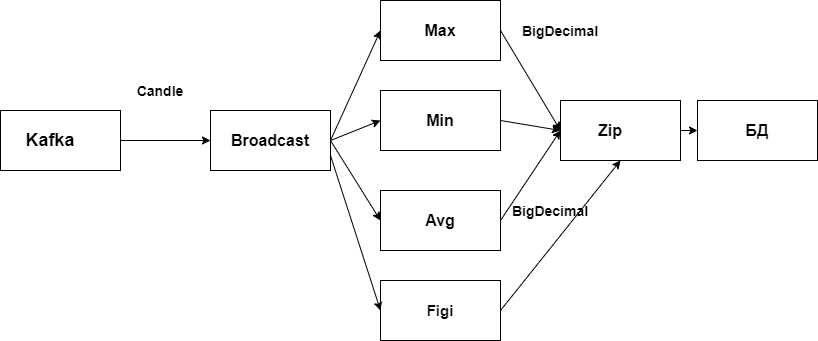 Max
BigDecimal
Candle
Kafka
Broadcast
Min
Zip
БД
Avg
BigDecimal
Figi